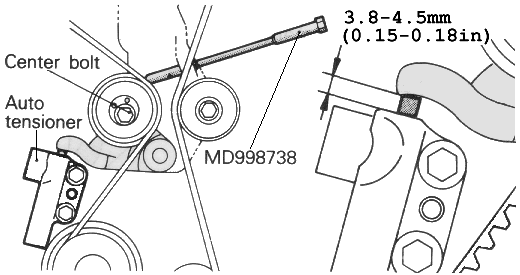 3.8-4.5mm
(0.15-0.18in)
Center bolt
Auto
tensioner
MD998738